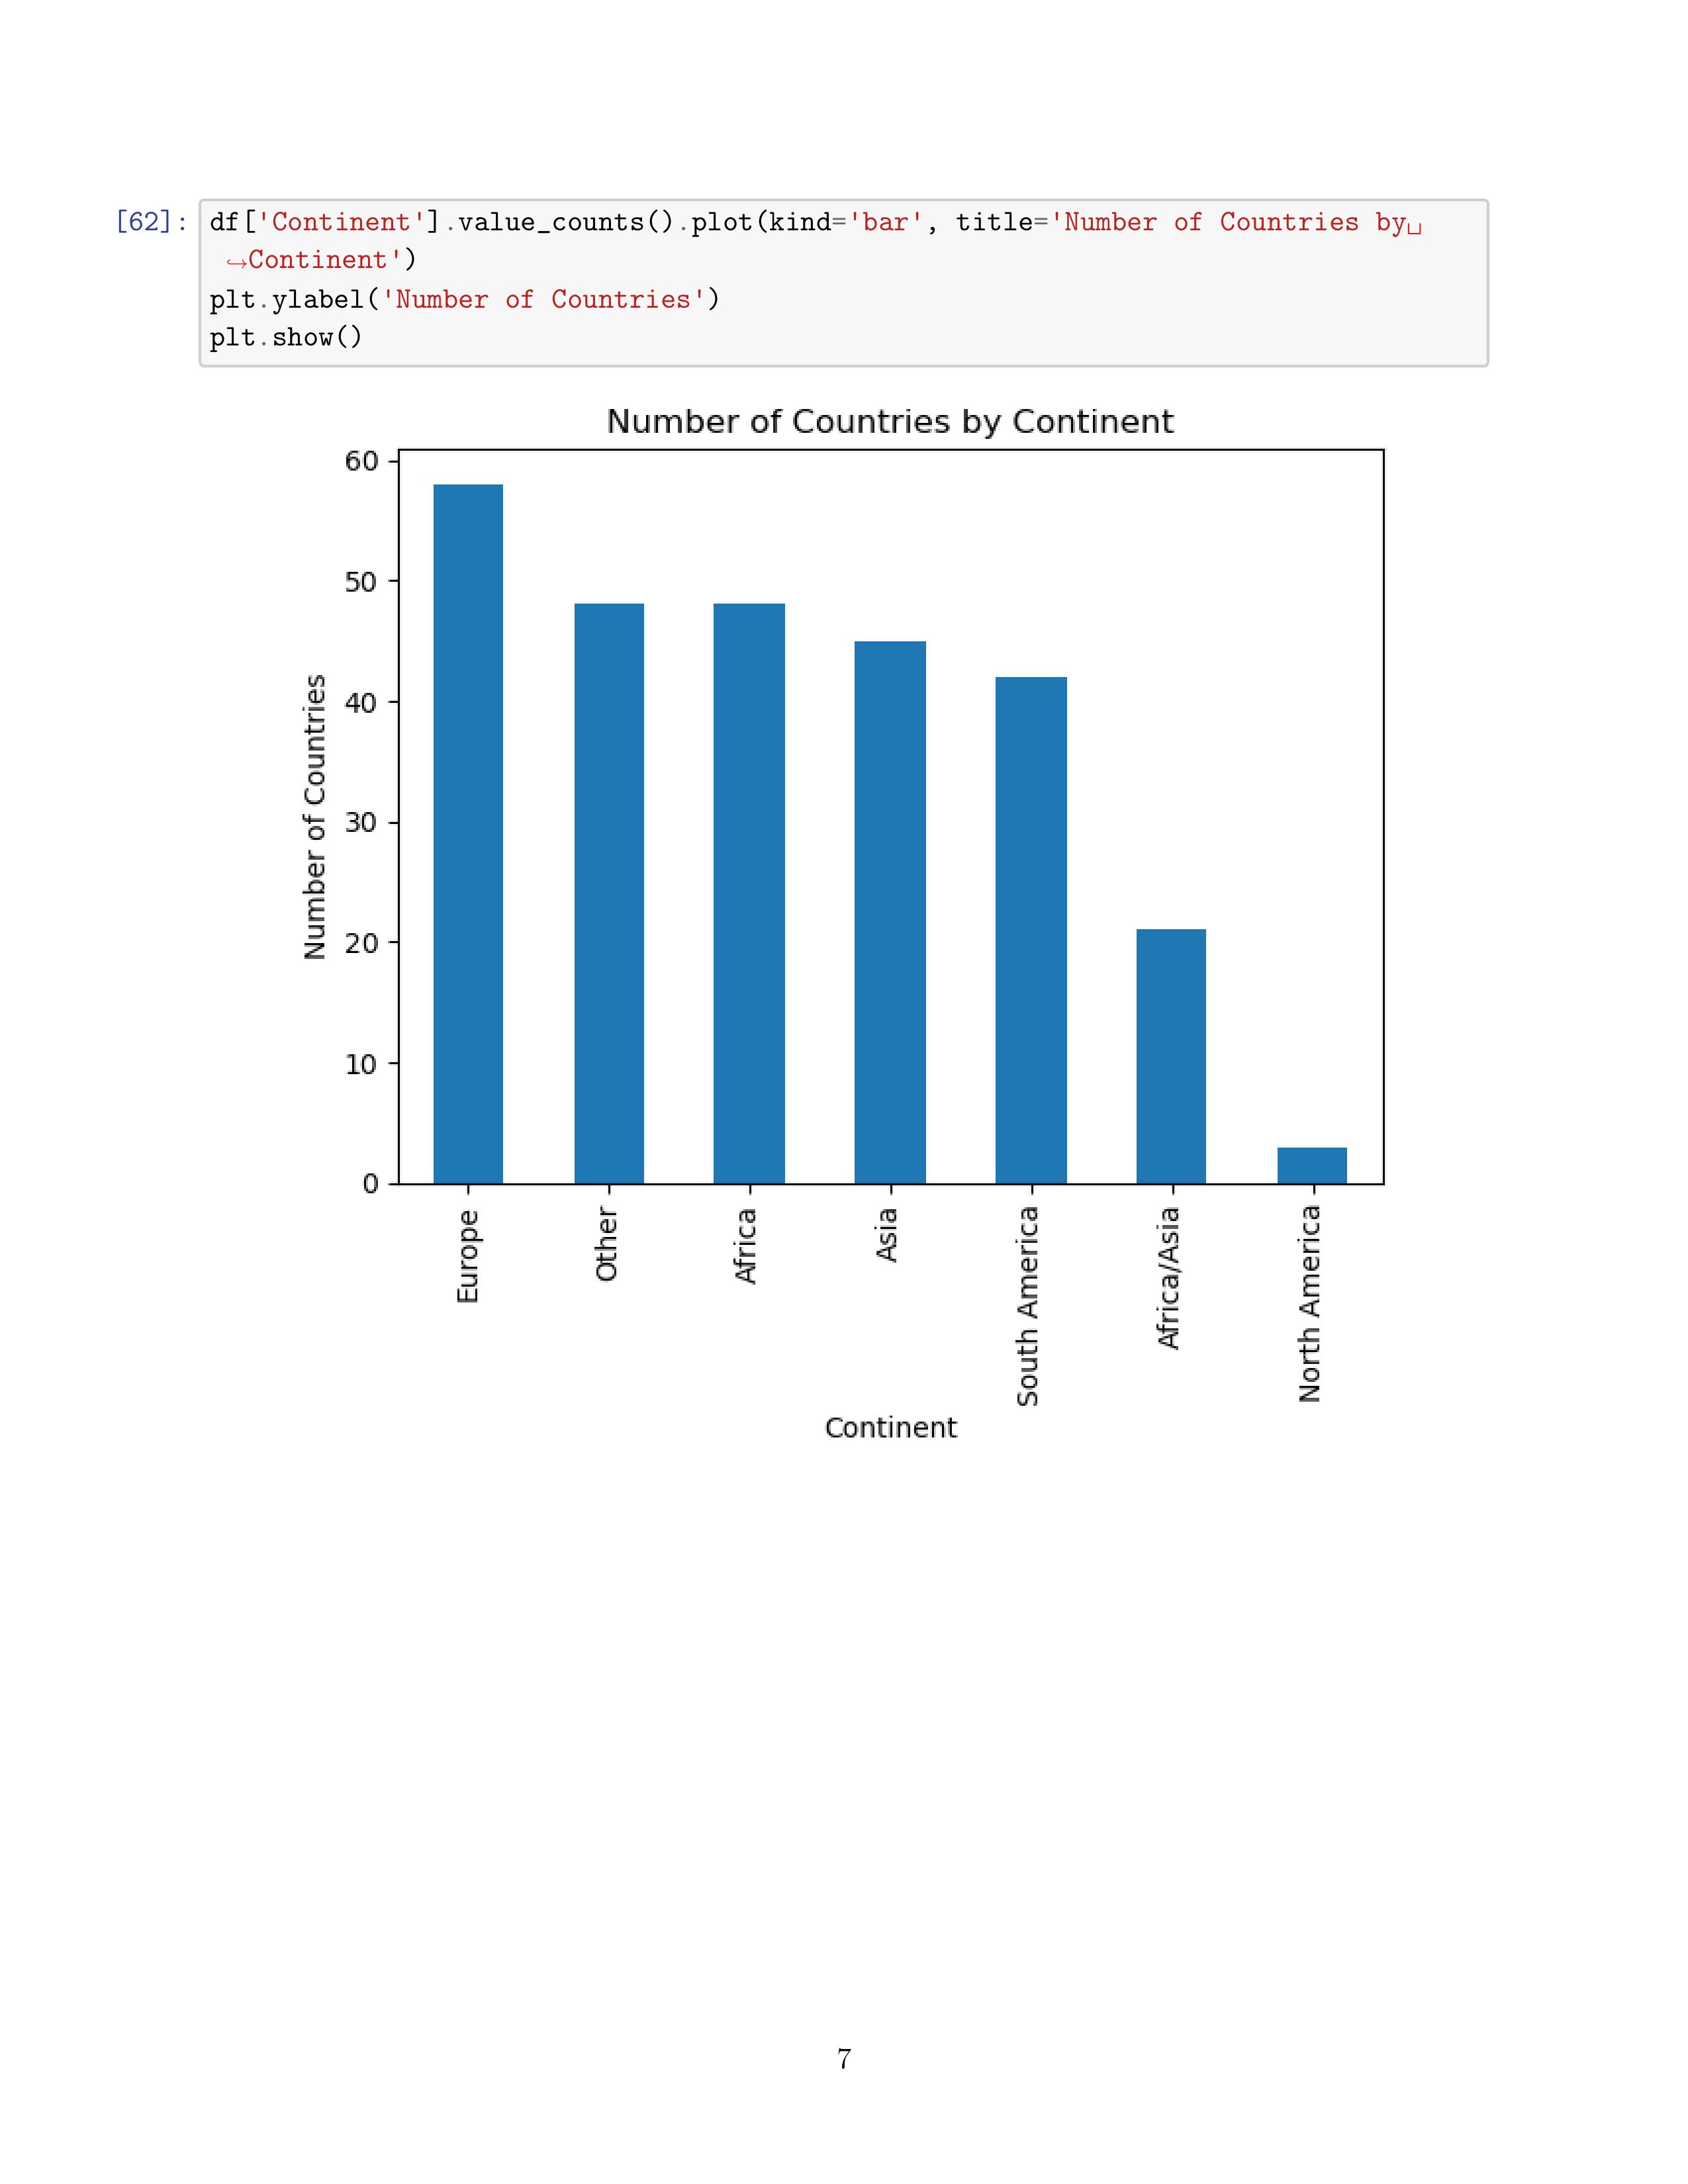 [62]: df['Continent'].value_counts().plot(kind='bar', title='Number of Countries by␣
↪Continent')
plt.ylabel('Number of Countries')
plt.show()
Number of Countries by Continent
60
50
40
30
20
10
0
Number of Countries
Europe
Other
Africa
Asia
South America
Africa/Asia
North America
Continent
7